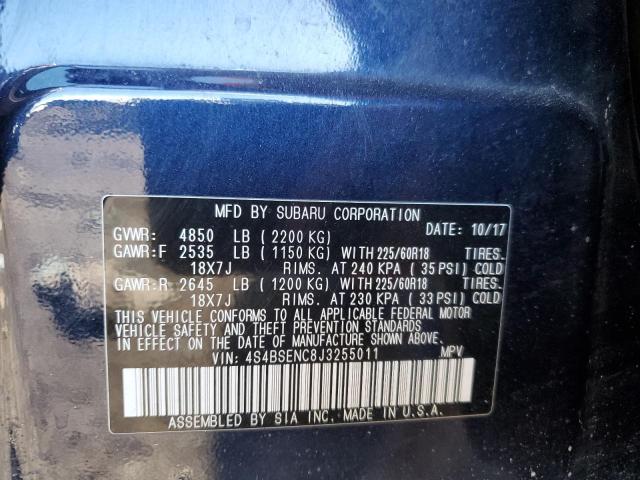 MFD BY SUBARU CORPORATION
GVWR: 4850 LB ( 2200 KG) DATE: 10/17
GAWR:F 2535 LB ( 1150 KG) WITH 225/60R18 TIRES.
18X7J RIMS. AT 240 KPA ( 35 PSI) COLD
GAWR:R 2645 LB ( 1200 KG) WITH 225/60R18 TIRES.
18X7J RIMS. AT 230 KPA ( 33 PSI) COLD
THIS VEHICLE CONFORMS TO ALL APPLICABLE FEDERAL MOTOR
VEHICLE SAFETY AND THEFT PREVENTION STANDARDS
IN EFFECT ON THE DATE OF MANUFACTURE SHOWN ABOVE.
VIN: 4S4BSENC8J3255011 MPV
ASSEMBLED BY SIA INC. MADE IN U.S.A.